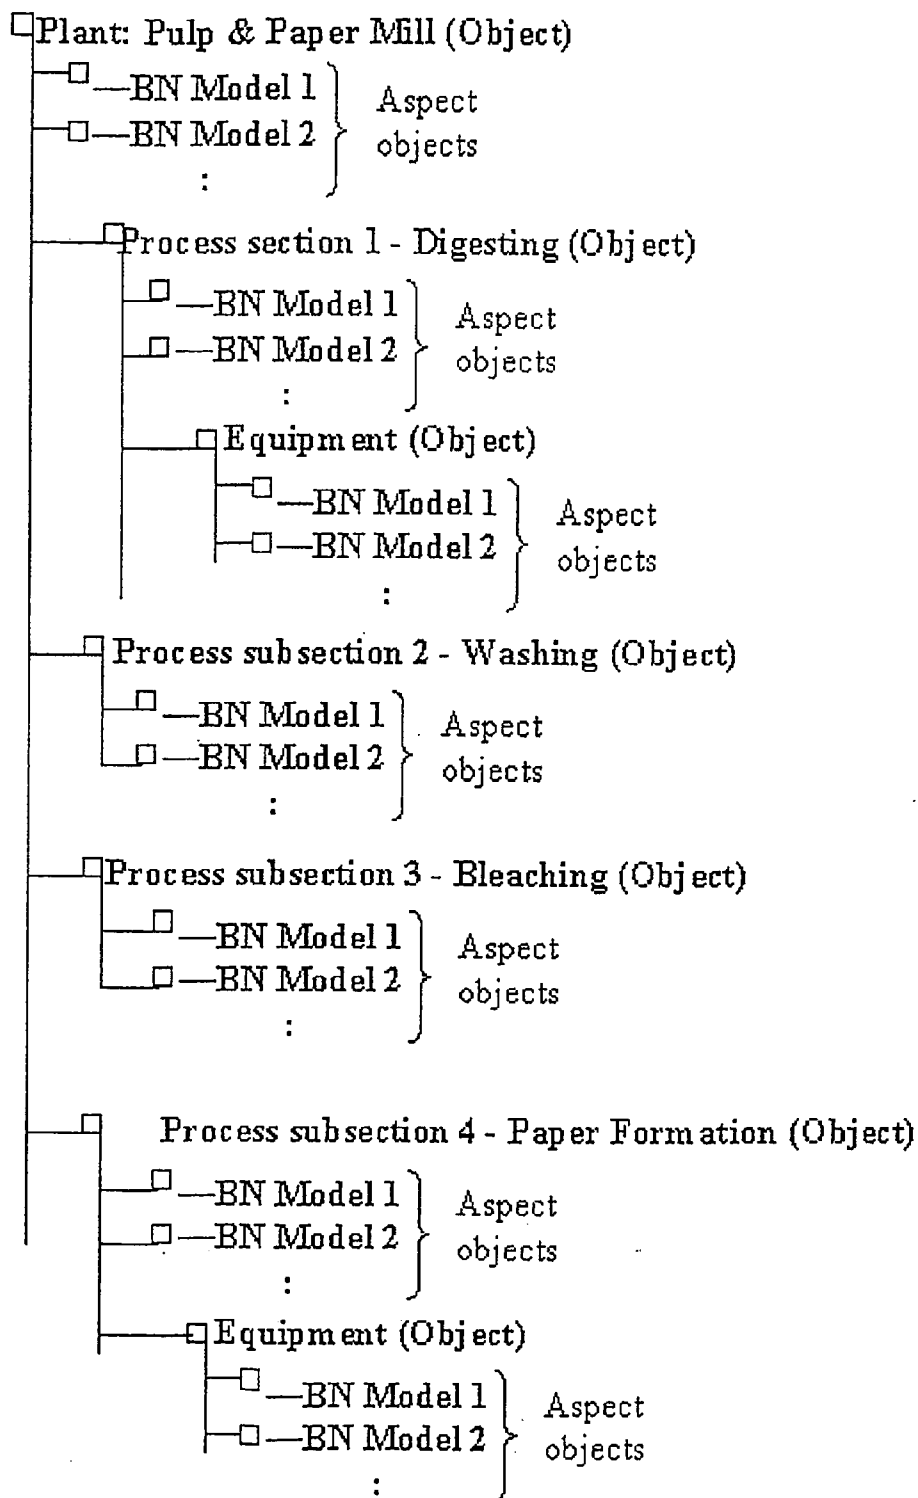 Plant: Pulp & Paper Mill (Object)
BN Model 1
BN Model 2
Aspect
objects
:
Process section 1 - Digesting (Object)
BN Model 1
BN Model 2
Aspect
objects
:
Equipment (Object)
BN Model 1
BN Model 2
Aspect
objects
:
Process subsection 2 - Washing (Object)
BN Model 1
BN Model 2
Aspect
objects
:
Process subsection 3 - Bleaching (Object)
BN Model 1
BN Model 2
Aspect
objects
:
Process subsection 4 - Paper Formation (Object)
BN Model 1
BN Model 2
Aspect
objects
:
Equipment (Object)
BN Model 1
BN Model 2
Aspect
objects
: